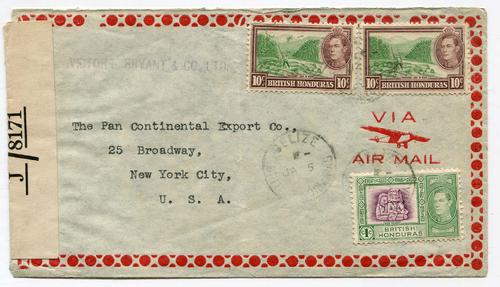 VICTOR E. BRYANT & CO., LTD.
10c 10c
BRITISH HONDURAS
10c 10c
BRITISH HONDURAS
J/8171
VIA
AIR MAIL
The Pan Continental Export Co.,
25 Broadway,
New York City,
U. S. A.
BELIZE
JA 5
4c
BRITISH
HONDURAS